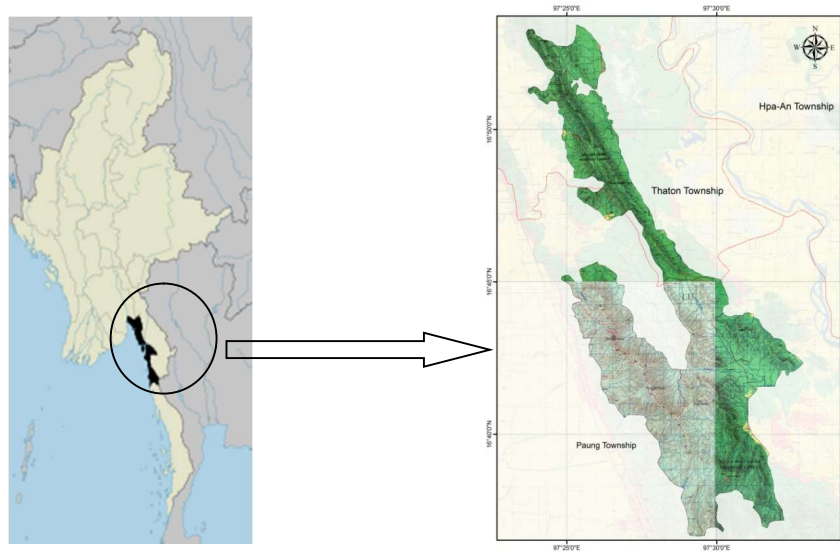 97°25'0"E
97°30'0"E
N
W
E
S
Hpa-An Township
16°50'0"N
Thaton Township
16°45'0"N
Paung Township
16°40'0"N
97°25'0"E
97°30'0"E